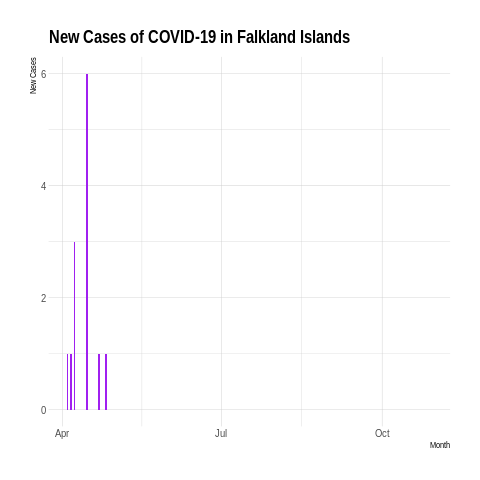 New Cases of COVID-19 in Falkland Islands
New Cases
6
4
2
0
Apr
Jul
Oct
Month